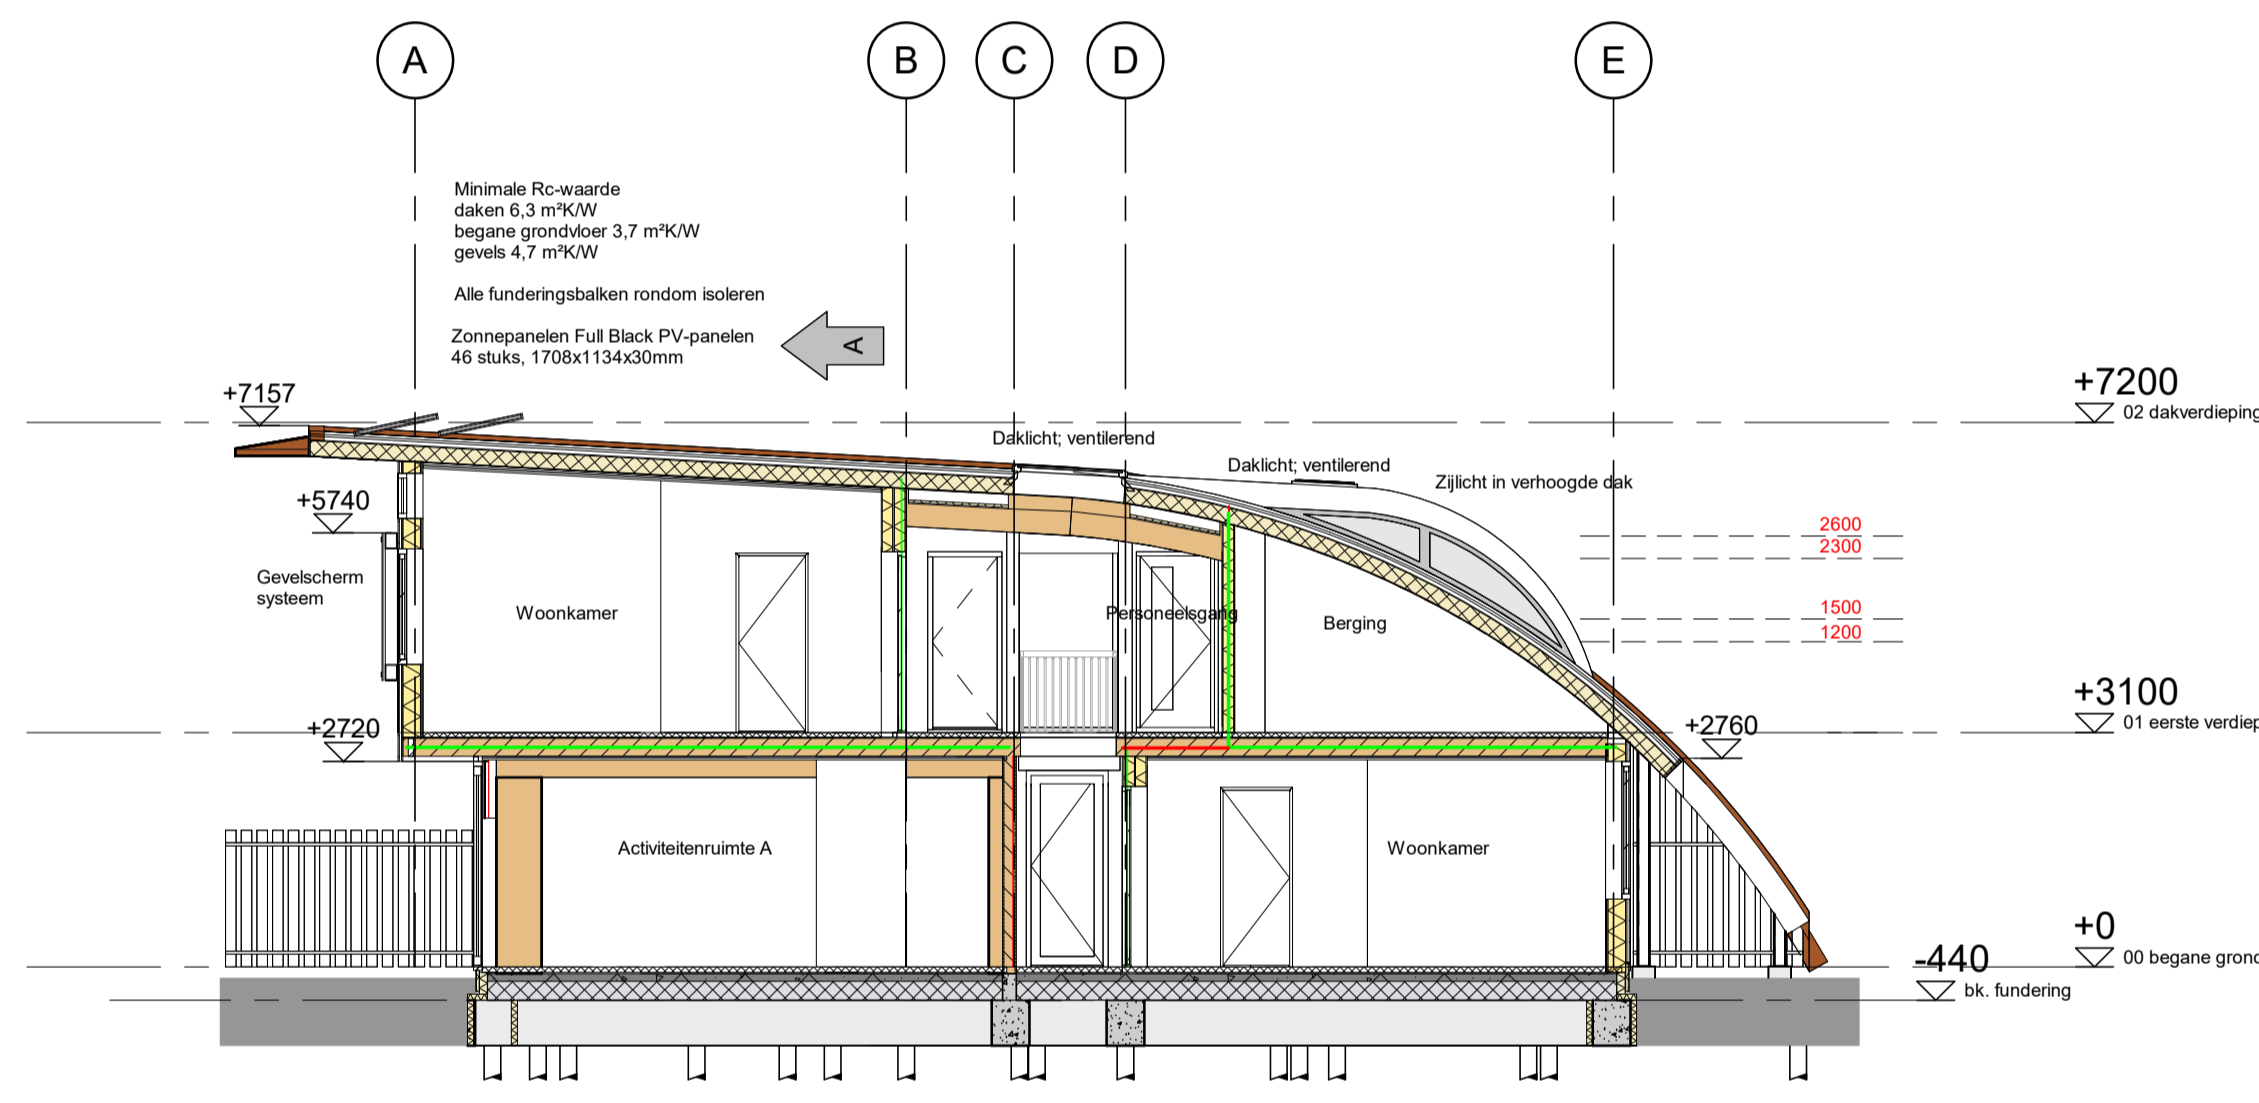 A
B
C
D
E
Minimale Rc-waarde
daken 6,3 m²K/W
begane grondvloer 3,7 m²K/W
gevels 4,7 m²K/W
Alle funderingsbalken rondom isoleren
Zonnepanelen Full Black PV-panelen
46 stuks, 1708x1134x30mm
A
+7157
+7200
02 dakverdieping
Daklicht; ventilerend
Daklicht; ventilerend
Zijlicht in verhoogde dak
+5740
2600
2300
Gevelscherm
systeem
Woonkamer
Personeelsgang
Berging
1500
1200
+3100
01 eerste verdiep
+2720
+2760
Activiteitenruimte A
Woonkamer
+0
00 begane grond
-440
bk. fundering